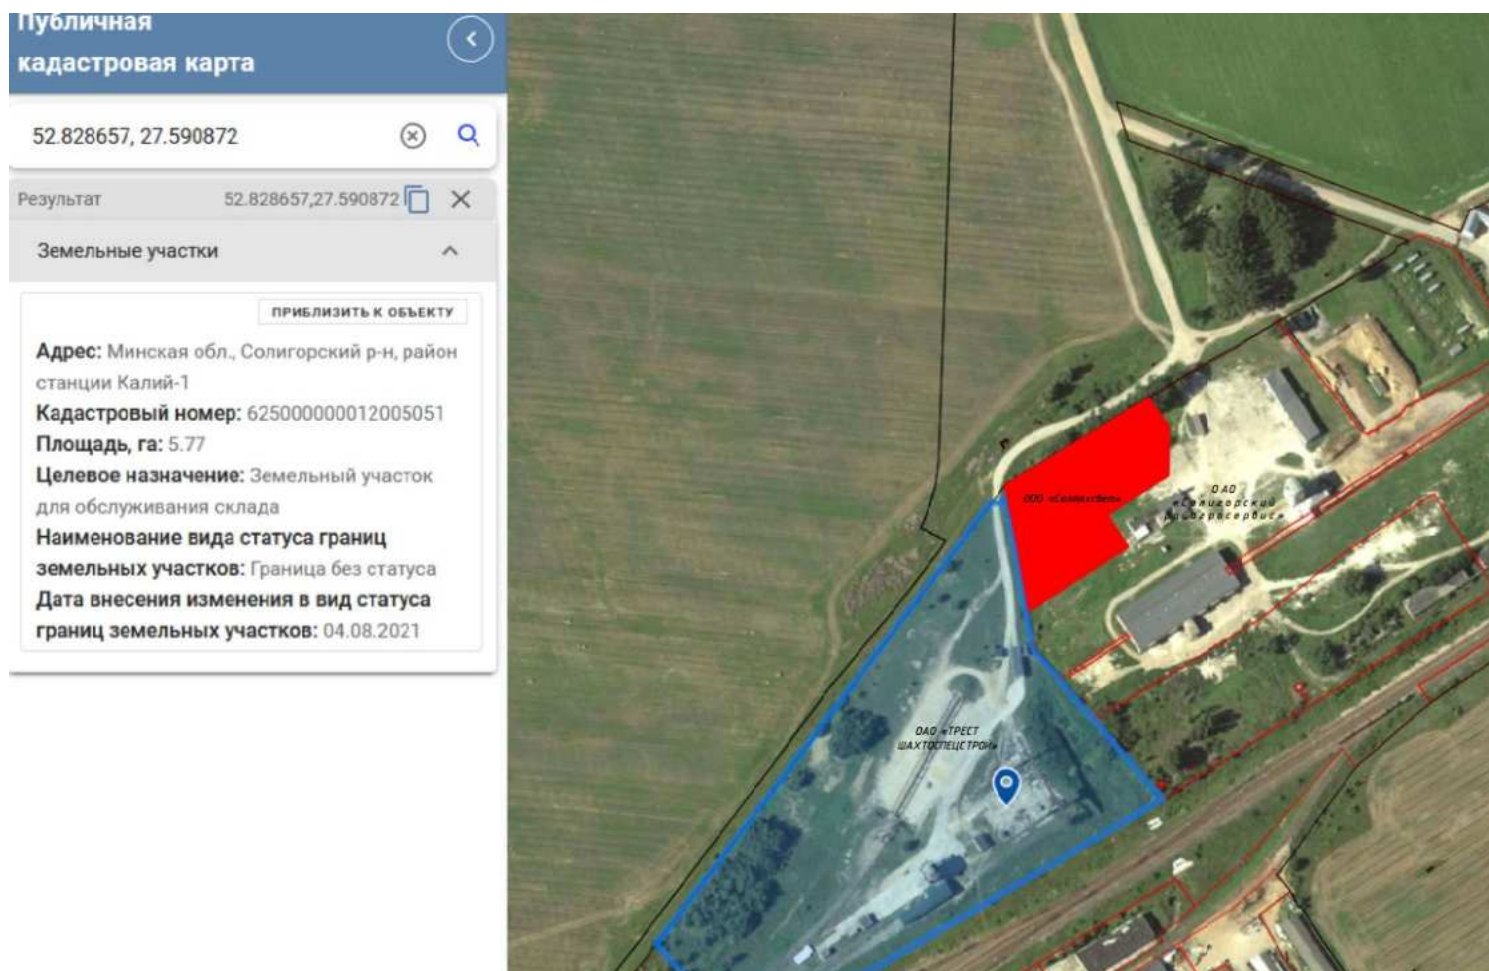 Публичная
кадастровая карта
52.828657, 27.590872
Результат 52.828657,27.590872
Земельные участки
ПРИБЛИЗИТЬ К ОБЪЕКТУ
Адрес: Минская обл., Солигорский р-н, район
станции Калий-1
Кадастровый номер: 625000000012005051
Площадь, га: 5.77
Целевое назначение: Земельный участок
для обслуживания склада
Наименование вида статуса границ
земельных участков: Граница без статуса
Дата внесения изменения в вид статуса
границ земельных участков: 04.08.2021
ООО
ОАО
«Солигорский
райагросервис»
ОАО «ТРЕСТ
ШАХТОСПЕЦСТРОЙ»